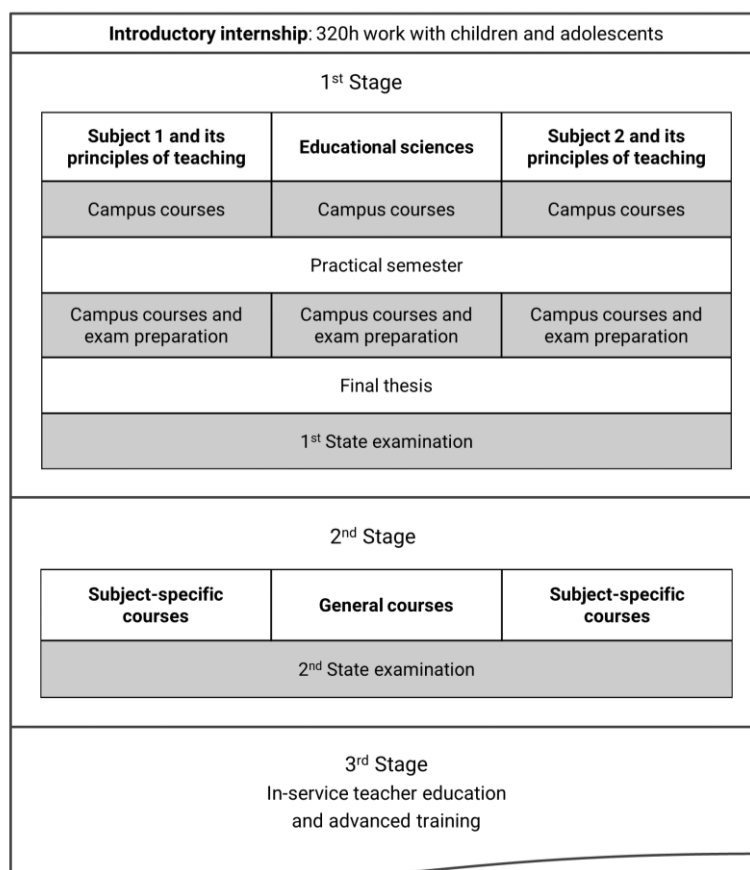 Introductory internship: 320h work with children and adolescents
1st Stage
Subject 1 and its
principles of teaching
Educational sciences
Subject 2 and its
principles of teaching
Campus courses
Campus courses
Campus courses
Practical semester
Campus courses and
exam preparation
Campus courses and
exam preparation
Campus courses and
exam preparation
Final thesis
1st State examination
2nd Stage
Subject-specific
courses
General courses
Subject-specific
courses
2nd State examination
3rd Stage
In-service teacher education
and advanced training